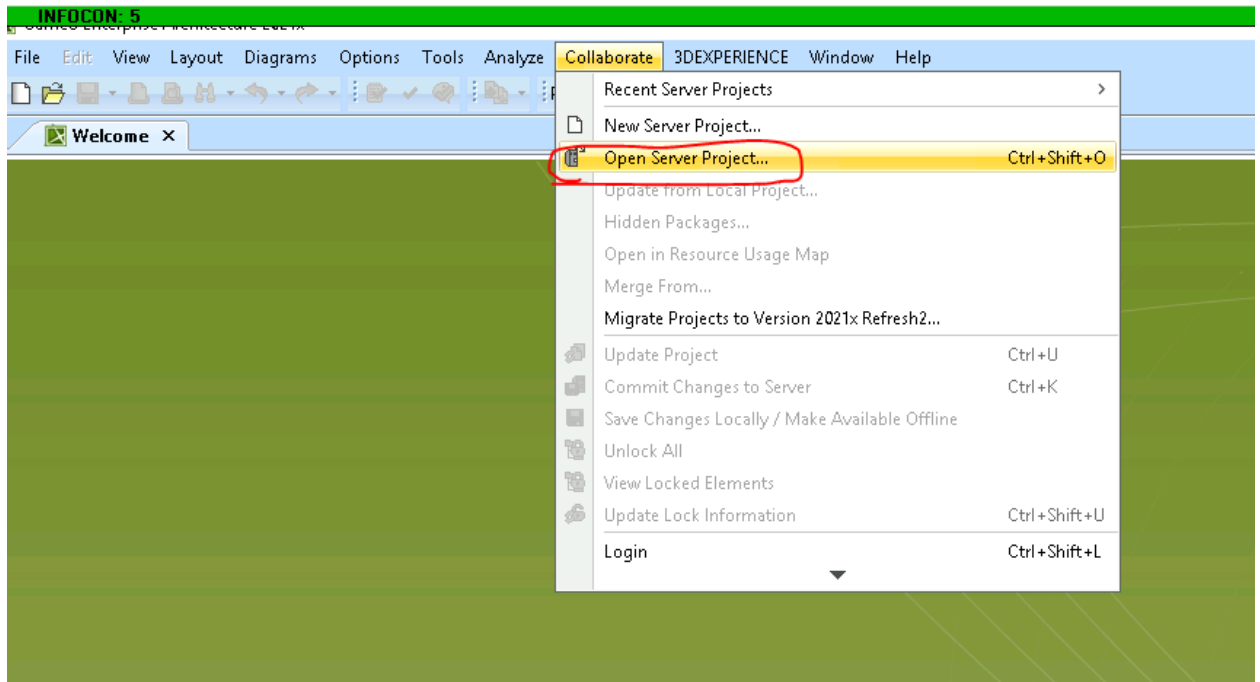 INFOCON: 5
File Edit View Layout Diagrams Options Tools Analyze Collaborate 3DEXPERIENCE Window Help
Welcome
Recent Server Projects
New Server Project...
Open Server Project... Ctrl+Shift+O
Update from Local Project...
Hidden Packages...
Open in Resource Usage Map
Merge From...
Migrate Projects to Version 2021x Refresh2...
Update Project Ctrl+U
Commit Changes to Server Ctrl+K
Save Changes Locally / Make Available Offline
Unlock All
View Locked Elements
Update Lock Information Ctrl+Shift+U
Login Ctrl+Shift+L